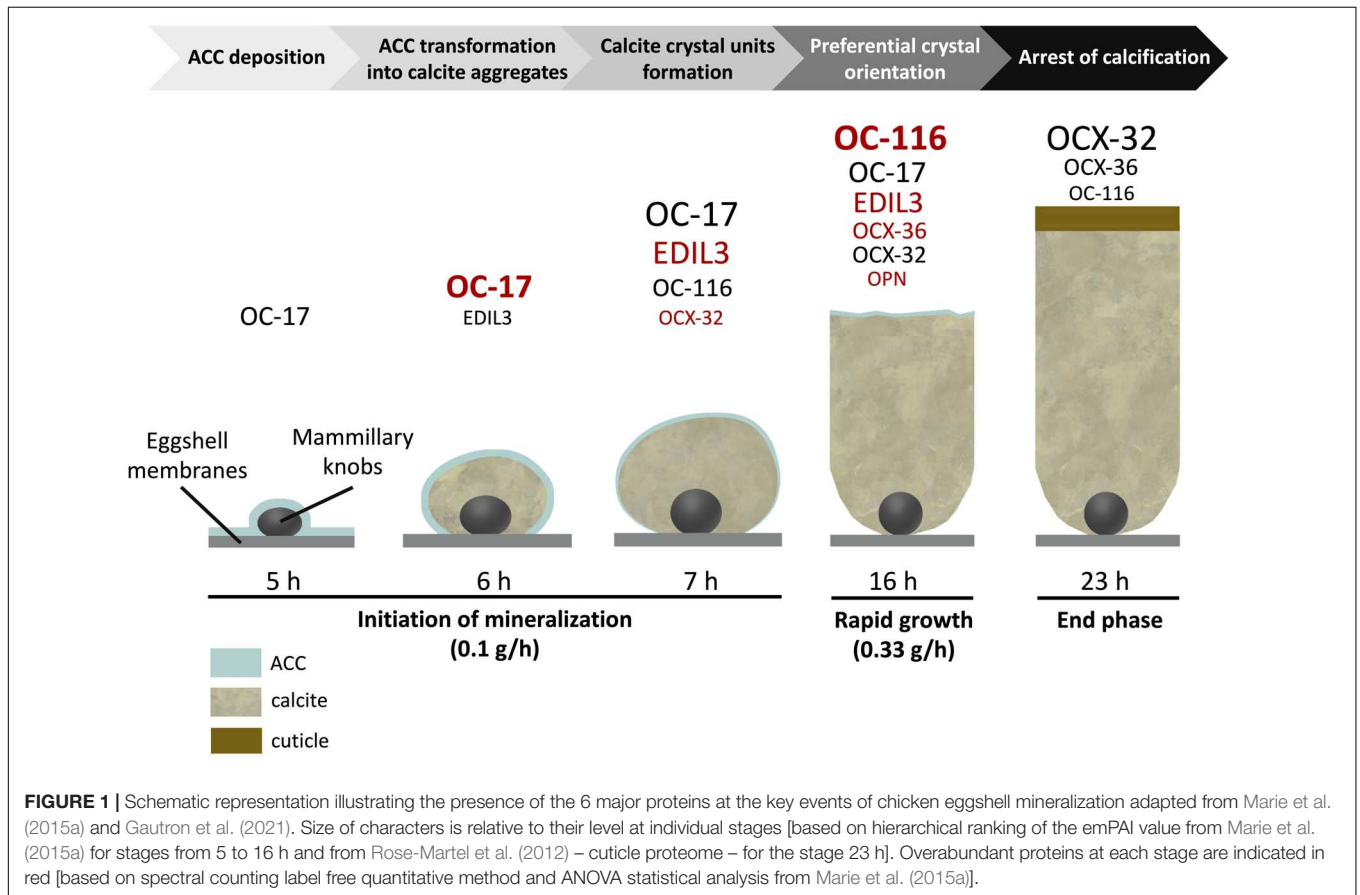 ACC deposition
ACC transformation
into calcite aggregates
Calcite crystal units
formation
Preferential crystal
orientation
Arrest of calcification
OC-17
OC-17
EDIL3
OC-17
EDIL3
OC-116
OCX-32
OC-116
OC-17
EDIL3
OCX-36
OCX-32
OPN
OCX-32
OCX-36
OC-116
Eggshell
membranes
Mammillary
knobs
5 h
6 h
7 h
16 h
23 h
Initiation of mineralization
(0.1 g/h)
Rapid growth
(0.33 g/h)
End phase
ACC
calcite
cuticle
FIGURE 1 | Schematic representation illustrating the presence of the 6 major proteins at the key events of chicken eggshell mineralization adapted from Marie et al.
(2015a) and Gautron et al. (2021). Size of characters is relative to their level at individual stages [based on hierarchical ranking of the emPAI value from Marie et al.
(2015a) for stages from 5 to 16 h and from Rose-Martel et al. (2012) – cuticle proteome – for the stage 23 h]. Overabundant proteins at each stage are indicated in
red [based on spectral counting label free quantitative method and ANOVA statistical analysis from Marie et al. (2015a)].